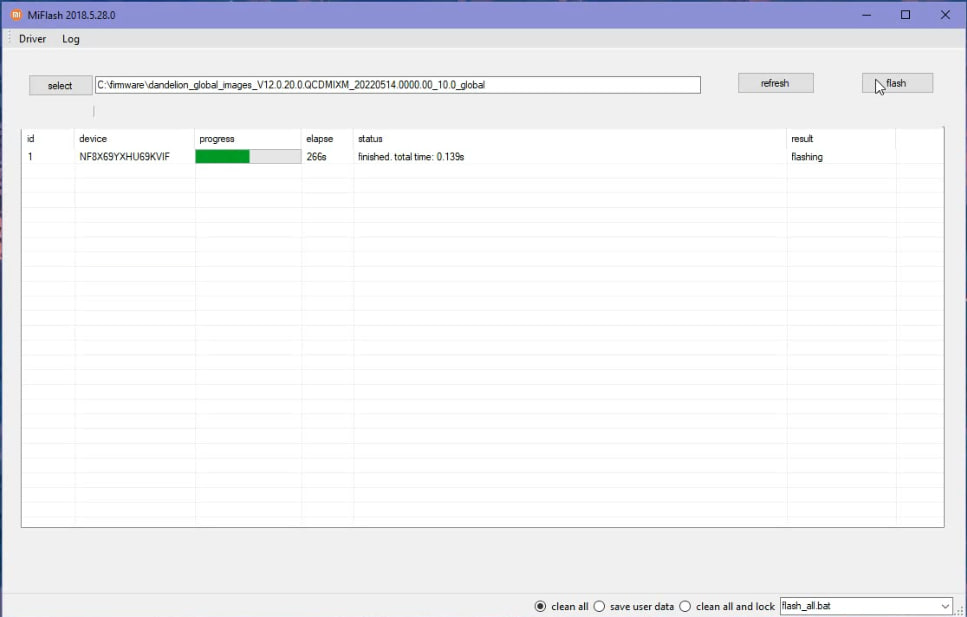 MiFlash 2018.5.28.0
Driver Log
select C:\firmware\dandelion_global_images_V12.0.20.0.QCDMIXM_20220514.0000.00_10.0_global refresh flash
id device progress elapse status result
1 NF8X69YXHU69KVIF 266s finished. total time: 0.139s flashing
clean all save user data clean all and lock flash_all.bat